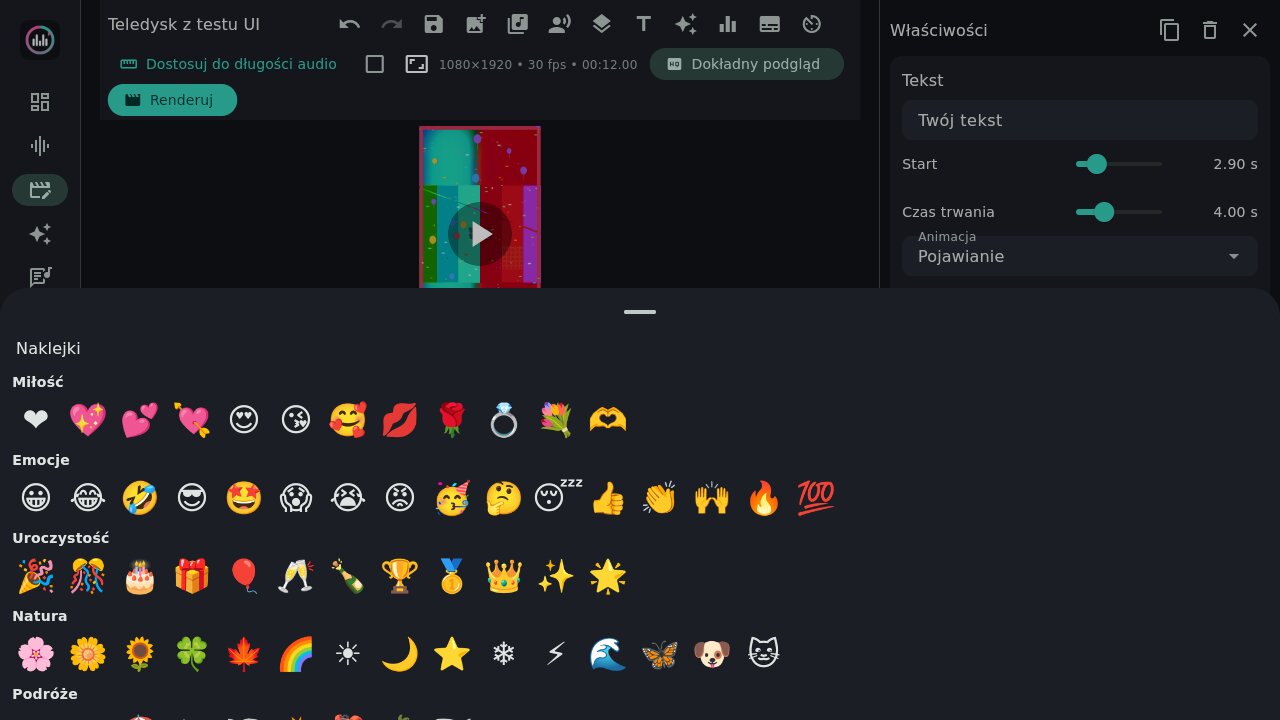 Teledysk z testu UI
Dostosuj do długości audio
1080×1920 • 30 fps • 00:12.00
HQ Dokładny podgląd
Renderuj
Właściwości
Tekst
Twój tekst
Start 2.90 s
Czas trwania 4.00 s
Animacja
Pojawianie
Naklejki
Miłość
Emocje
Uroczystość
Natura
Podróże